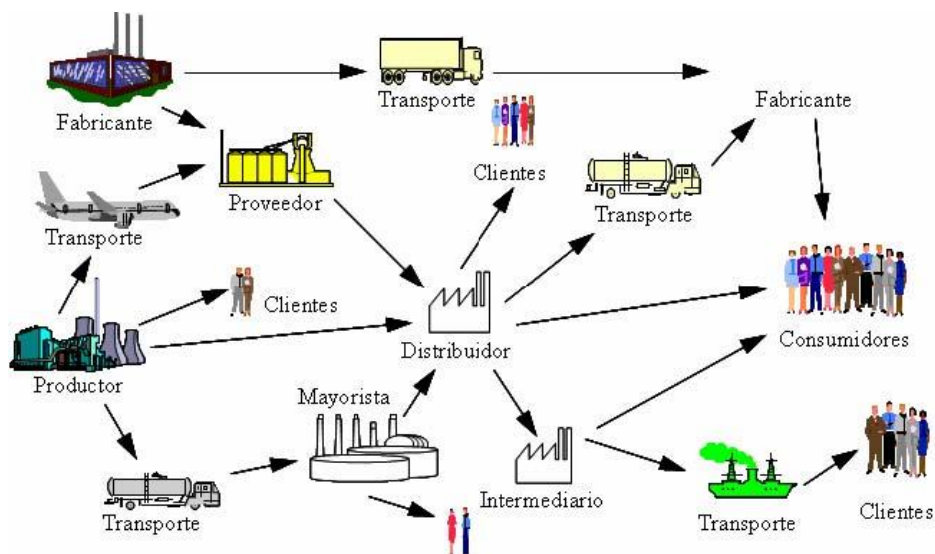 Transporte
Fabricante
Fabricante
Clientes
Proveedor
Transporte
Transporte
Clientes
Consumidores
Distribuidor
Productor
Mayorista
Intermediario
Transporte
Transporte
Clientes